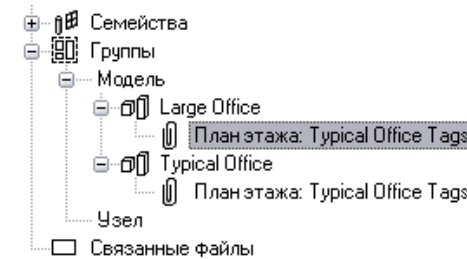 Семейства
Группы
Модель
Large Office
План этажа: Typical Office Tags
Typical Office
План этажа: Typical Office Tags
Узел
Связанные файлы